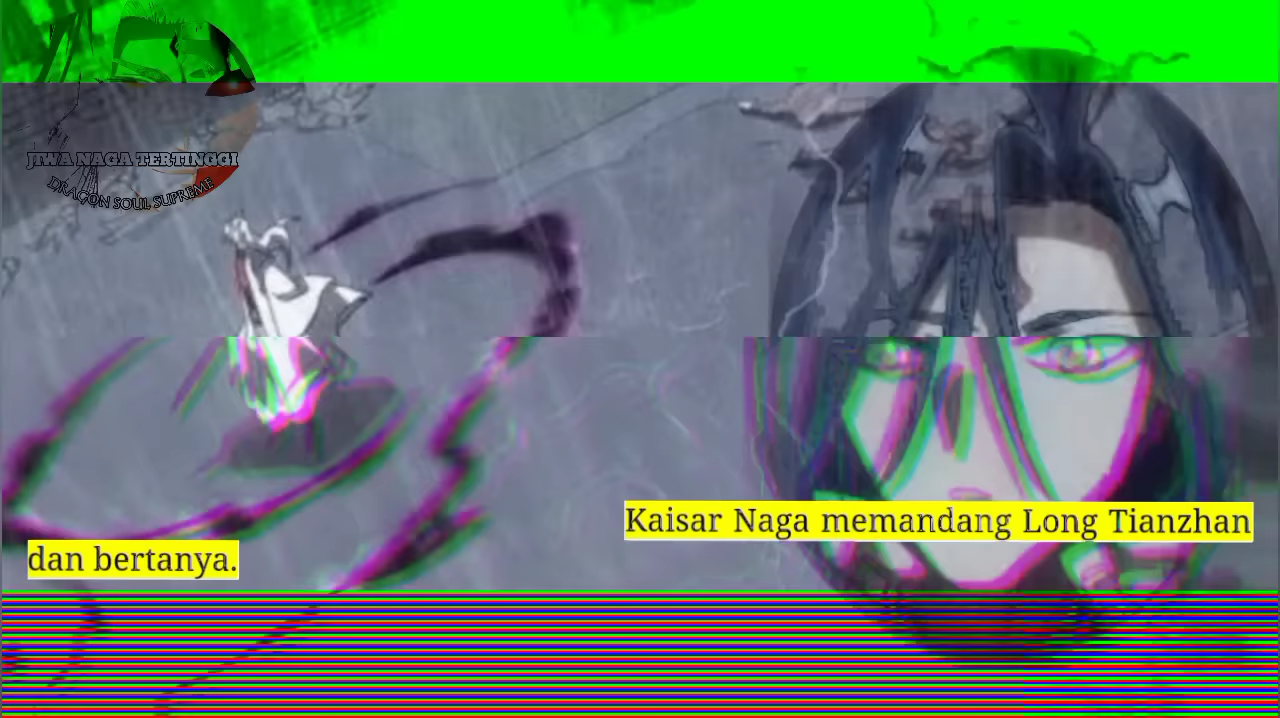 JIWA NAGA TERTINGGI
DRAGON SOUL SUPREME
Kaisar Naga memandang Long Tianzhan
dan bertanya.